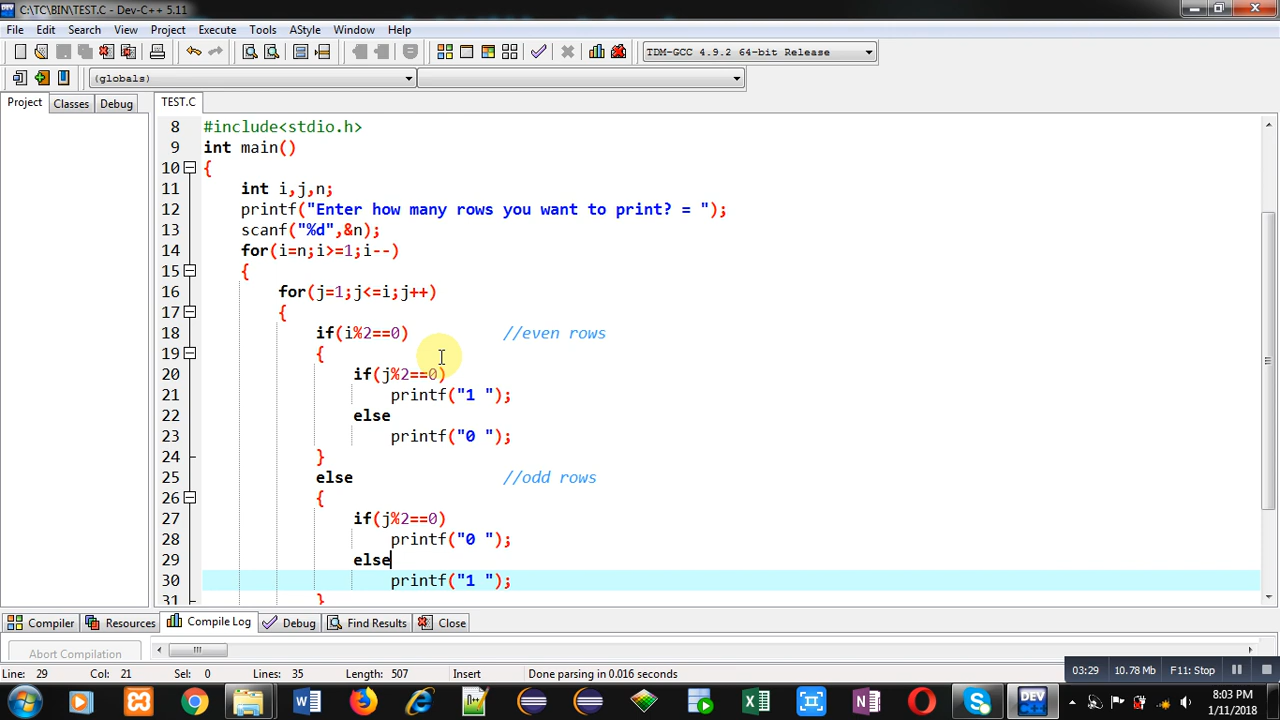 C:\TC\BIN\TEST.C - Dev-C++ 5.11
File Edit Search View Project Execute Tools AStyle Window Help
TDM-GCC 4.9.2 64-bit Release
(globals)
Project Classes Debug TEST.C
8 #include<stdio.h>
9 int main()
10 {
11 int i,j,n;
12 printf("Enter how many rows you want to print? = ");
13 scanf("%d",&n);
14 for(i=n;i>=1;i--)
15 {
16 for(j=1;j<=i;j++)
17 {
18 if(i%2==0) //even rows
19 {
20 if(j%2==0)
21 printf("1 ");
22 else
23 printf("0 ");
24 }
25 else //odd rows
26 {
27 if(j%2==0)
28 printf("0 ");
29 else
30 printf("1 ");
31 }
Compiler Resources Compile Log Debug Find Results Close
Abort Compilation
Line: 29 Col: 21 Sel: 0 Lines: 35 Length: 507 Insert Done parsing in 0.016 seconds
03:29 10.78 Mb F11: Stop
8:03 PM
1/11/2018